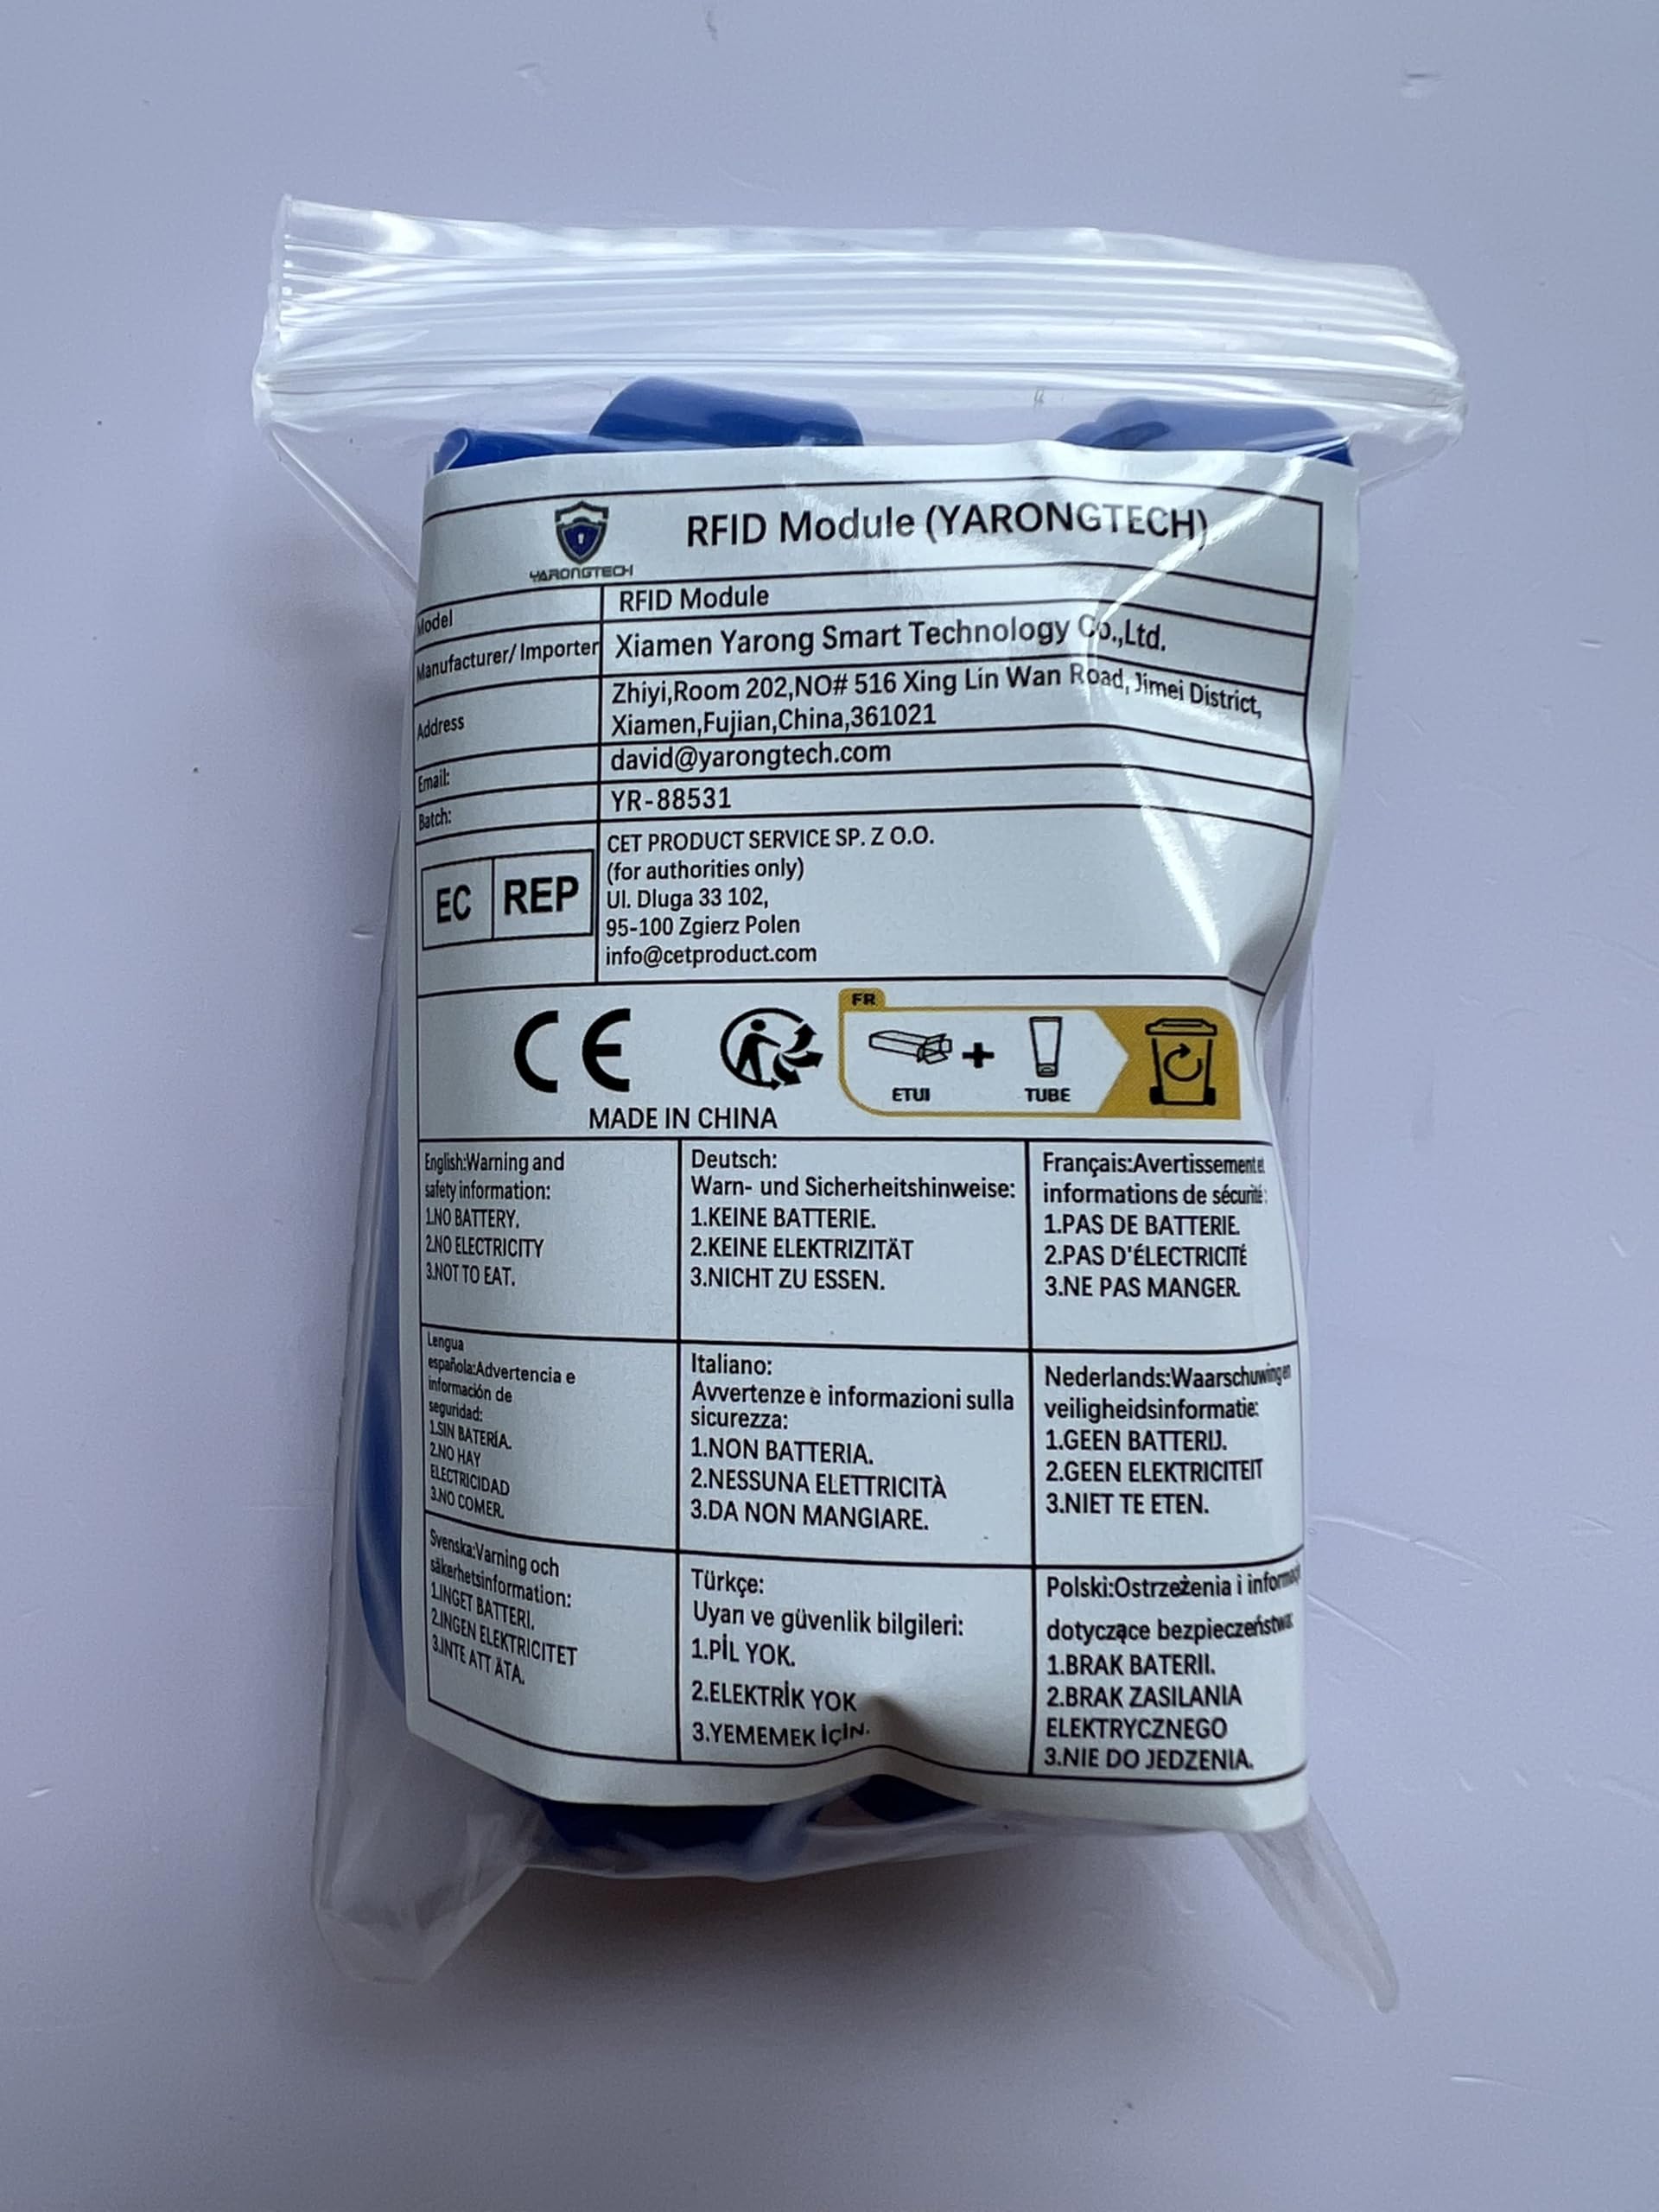 YARONGTECH
RFID Module (YARONGTECH)
Model
RFID Module
Manufacturer/ Importer
Xiamen Yarong Smart Technology Co.,Ltd.
Address
Zhiyi,Room 202,NO# 516 Xing Lin Wan Road, Jimei District,
Xiamen,Fujian,China,361021
Email:
david@yarongtech.com
Batch:
YR-88531
EC REP
CET PRODUCT SERVICE SP. Z O.O.
(for authorities only)
Ul. Dluga 33 102,
95-100 Zgierz Polen
info@cetproduct.com
CE
FR
ETUI + TUBE
MADE IN CHINA
English:Warning and
safety information:
1.NO BATTERY.
2.NO ELECTRICITY
3.NOT TO EAT.
Deutsch:
Warn- und Sicherheitshinweise:
1.KEINE BATTERIE.
2.KEINE ELEKTRIZITÄT
3.NICHT ZU ESSEN.
Français:Avertissement et
informations de sécurité:
1.PAS DE BATTERIE.
2.PAS D'ÉLECTRICITÉ
3.NE PAS MANGER.
Lengua
española:Advertencia e
información de
seguridad:
1.SIN BATERÍA.
2.NO HAY
ELECTRICIDAD
3.NO COMER.
Italiano:
Avvertenze e informazioni sulla
sicurezza:
1.NON BATTERIA.
2.NESSUNA ELETTRICITÀ
3.DA NON MANGIARE.
Nederlands:Waarschuwing en
veiligheidsinformatie:
1.GEEN BATTERIJ.
2.GEEN ELEKTRICITEIT
3.NIET TE ETEN.
Svenska:Varning och
säkerhetsinformation:
1.INGET BATTERI.
2.INGEN ELEKTRICITET
3.INTE ATT ÄTA.
Türkçe:
Uyarı ve güvenlik bilgileri:
1.PİL YOK.
2.ELEKTRİK YOK
3.YEMEMEK İÇİN.
Polski:Ostrzeżenia i
dotyczące bezpieczeństwa:
1.BRAK BATERII.
2.BRAK ZASILANIA
ELEKTRYCZNEGO
3.NIE DO JEDZENIA.